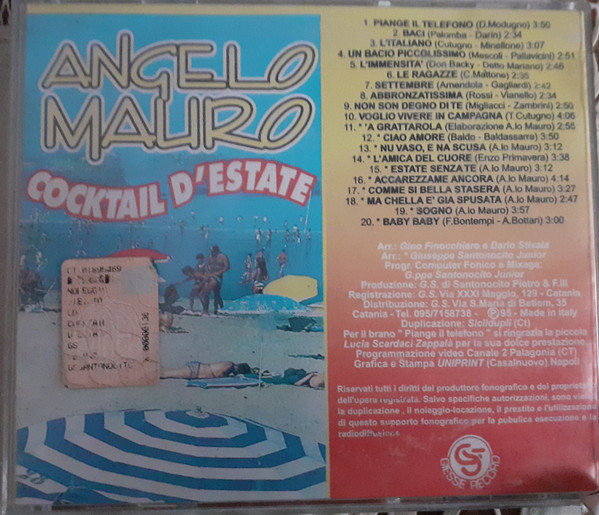 ANGELO
MAURO
COCKTAIL D'ESTATE
1. PIANGE IL TELEFONO (D.Modugno) 3:50
2. BACI (Palomba - Darin) 2:34
3. L'ITALIANO (Cutugno - Minellone) 3:07
4. UN BACIO PICCOLISSIMO (Mescoli - Pallavicini) 2:51
5. L'IMMENSITA' (Don Backy - Detto Mariano) 2:46
6. LE RAGAZZE (C.Mattone) 2:35
7. SETTEMBRE (Amendola - Gagliardi) 2:42
8. ABBRONZATISSIMA (Rossi - Vianello) 2:34
9. NON SON DEGNO DI TE (Migliacci - Zambrini) 2:50
10. VOGLIO VIVERE IN CAMPAGNA (T.Cutugno) 4:06
11. * 'A GRATTAROLA (Elaborazione A.lo Mauro) 2:55
12. * CIAO AMORE (Baldo - Baldassarre) 3:50
13. * NU VASO, E NA SCUSA (A.lo Mauro) 3:12
14. * L'AMICA DEL CUORE (Enzo Primavera) 3:38
15. * ESTATE SENZATE (A.lo Mauro) 3:12
16. * ACCAREZZAME ANCORA (A.lo Mauro) 4:14
17. * COMME SI BELLA STASERA (A.lo Mauro) 3:27
18. * MA CHELLA E' GIA SPUSATA (A.lo Mauro) 2:47
19. * SOGNO (A.lo Mauro) 3:57
20. * BABY BABY (F.Bontempi - A.Bottari) 3:00
Arr.: Gino Finocchiaro e Dario Stivala
Arr.: * Giuseppe Santonocito Junior
Progr. Computer Fonico e Mixage:
G.ppe Santonocito Junior
Produzione: G.S. di Santonocito Pietro & F.lli
Registrazione: G.S. Via XXXI Maggio, 129 - Catania
Distribuzione: G.S. Via S.Maria di Betlem, 35
Catania - Tel. 095/7158738 - Ⓟ95 - Made in Italy
Duplicazione: Sicildupli (Ct)
Per il brano " Piange il telefono " si ringrazia la piccola
Lucia Scardaci Zappalà per la sua dolce prestazione
Programmazione video Canale 2 Palagonia (CT)
Grafica e Stampa UNIPRINT (Casalnuovo) Napoli
Riservati tutti i diritti del produttore fonografico e del proprietar
dell'opera registrata. Salvo specifiche autorizzazioni, sono vietat
la duplicazione, il noleggio-locazione, il prestito e l'utilizzazione
di questo supporto fonografico per la pubblica esecuzione e la
radiodiffusione.
GS
GIESSE RECORD